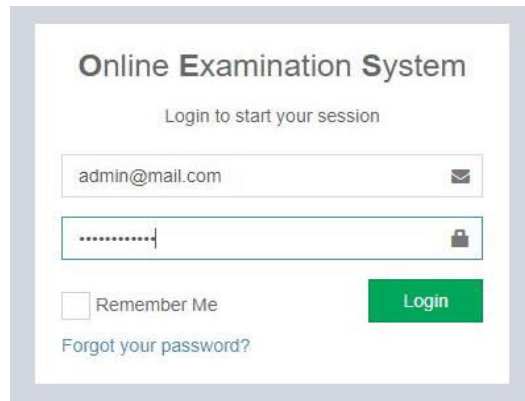 Online Examination System
Login to start your session
admin@mail.com
••••••••••••
Remember Me
Login
Forgot your password?